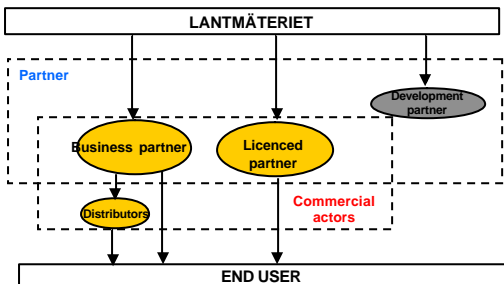 LANTMÄTERIET
Partner
Development
partner
Business partner
Licenced
partner
Distributors
Commercial
actors
END USER